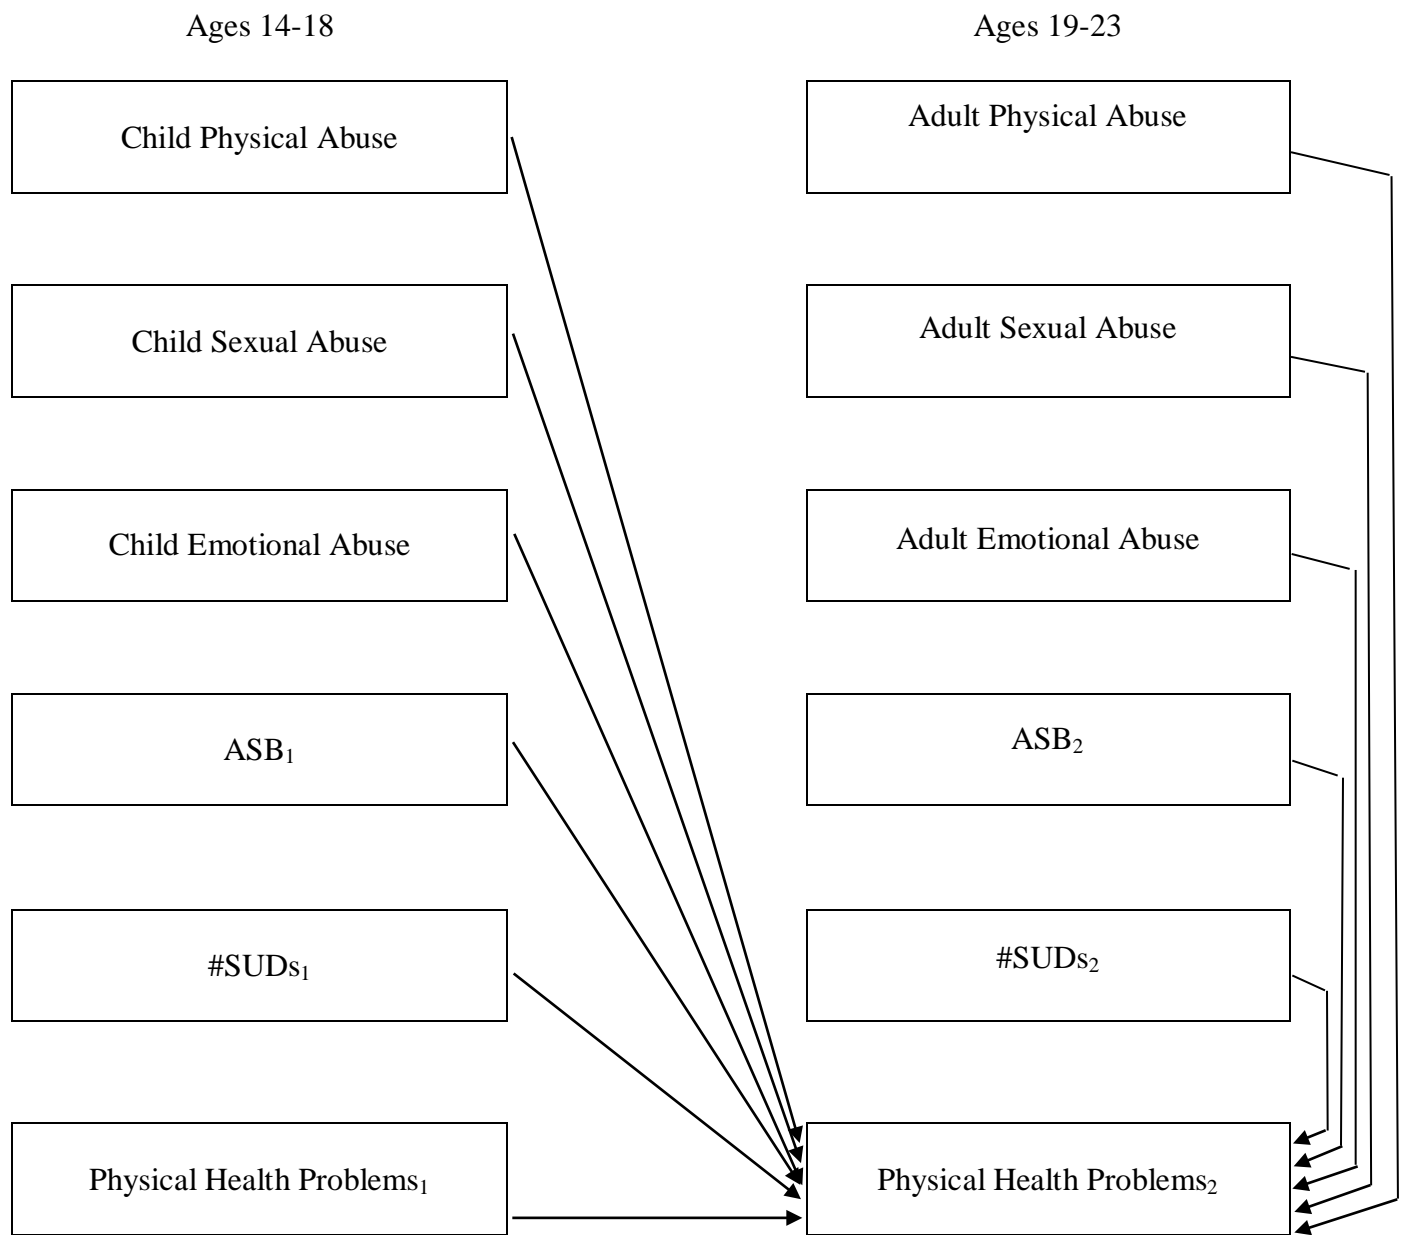 Ages 14-18
Ages 19-23
Child Physical Abuse
Adult Physical Abuse
Child Sexual Abuse
Adult Sexual Abuse
Child Emotional Abuse
Adult Emotional Abuse
ASB₁
ASB₂
#SUDs₁
#SUDs₂
Physical Health Problems₁
Physical Health Problems₂